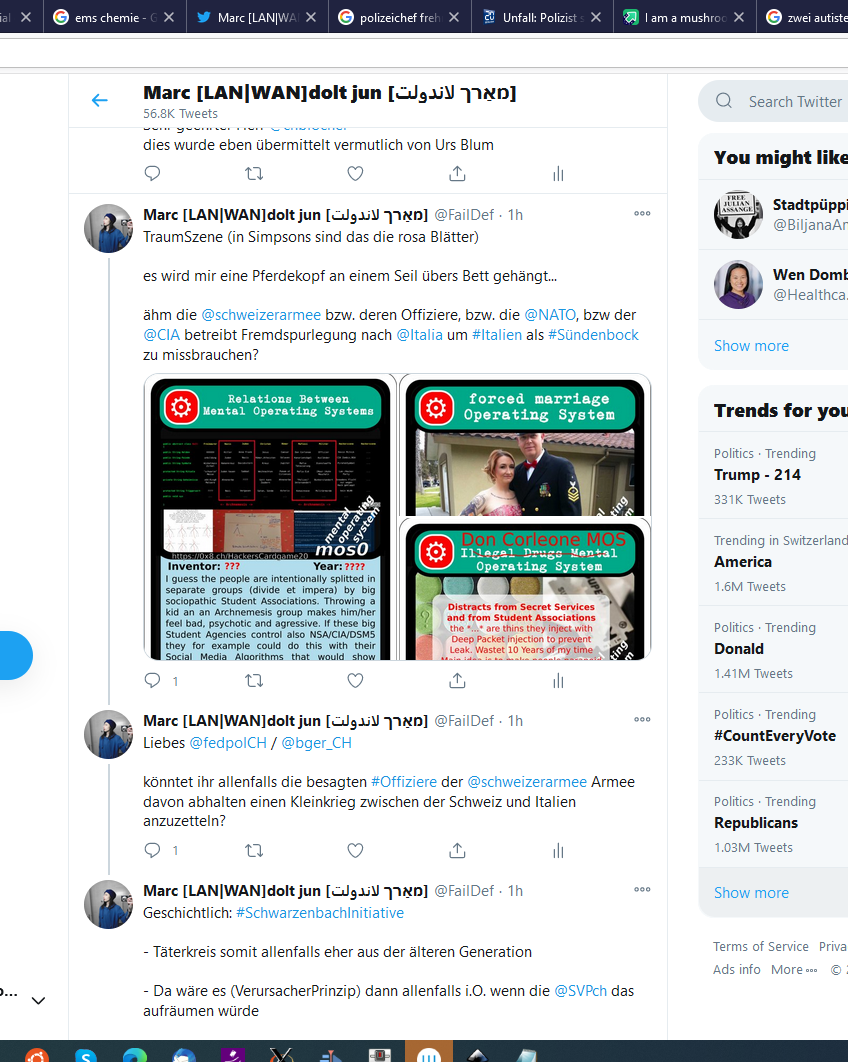 ial
ems chemie - G
Marc [LAN|WA
polizeichef freh
Unfall: Polizist s
I am a mushro
zwei autiste
Marc [LAN|WAN]dolt jun [מאַרך لاندولت]
56.8K Tweets
dies wurde eben übermittelt vermutlich von Urs Blum
Search Twitter
You might like
Stadtpüppi
@BiljanaAr
Wen Domb
@Healthca.
Show more
Trends for you
Politics · Trending
Trump - 214
331K Tweets
Trending in Switzerland
America
1.6M Tweets
Politics · Trending
Donald
1.41M Tweets
Politics · Trending
#CountEveryVote
233K Tweets
Politics · Trending
Republicans
1.03M Tweets
Show more
Terms of Service Priva
Ads info More
Marc [LAN|WAN]dolt jun [מאַרך لاندولت] @FailDef · 1h
TraumSzene (in Simpsons sind das die rosa Blätter)
es wird mir eine Pferdekopf an einem Seil übers Bett gehängt...
ähm die @schweizerarmee bzw. deren Offiziere, bzw. die @NATO, bzw der
@CIA betreibt Fremdspurlegung nach @Italia um #Italien als #Sündenbock
zu missbrauchen?
Relations Between
Mental Operating Systems
mental
operating
system
mos0
https://0x8.ch/HackersCardgame20
Inventor: ??? Year: ????
I guess the people are intentionally splitted in
separate groups (divide et impera) by big
sociopathic Student Associations. Throwing a
kid an an Archnemesis group makes him/her
feel bad, psychotic and agressive. If these big
Student Agencies control also NSA/CIA/DSM5
they for example could do this with their
Social Media Algorithms that would show
forced marriage
Operating System
Don Corleone MOS
Illegal Drugs Mental
Operating System
Distracts from Secret Services
and from Student Associations
the "..." are thins they inject with
Deep Packet injection to prevent
Leak. Wastet 10 Years of my time
1
Marc [LAN|WAN]dolt jun [מאַרך لاندولت] @FailDef · 1h
Liebes @fedpolCH / @bger_CH
könntet ihr allenfalls die besagten #Offiziere der @schweizerarmee Armee
davon abhalten einen Kleinkrieg zwischen der Schweiz und Italien
anzuzetteln?
1
Marc [LAN|WAN]dolt jun [מאַרך لاندولت] @FailDef · 1h
Geschichtlich: #SchwarzenbachInitiative
- Täterkreis somit allenfalls eher aus der älteren Generation
- Da wäre es (VerursacherPrinzip) dann allenfalls i.O. wenn die @SVPch das
aufräumen würde